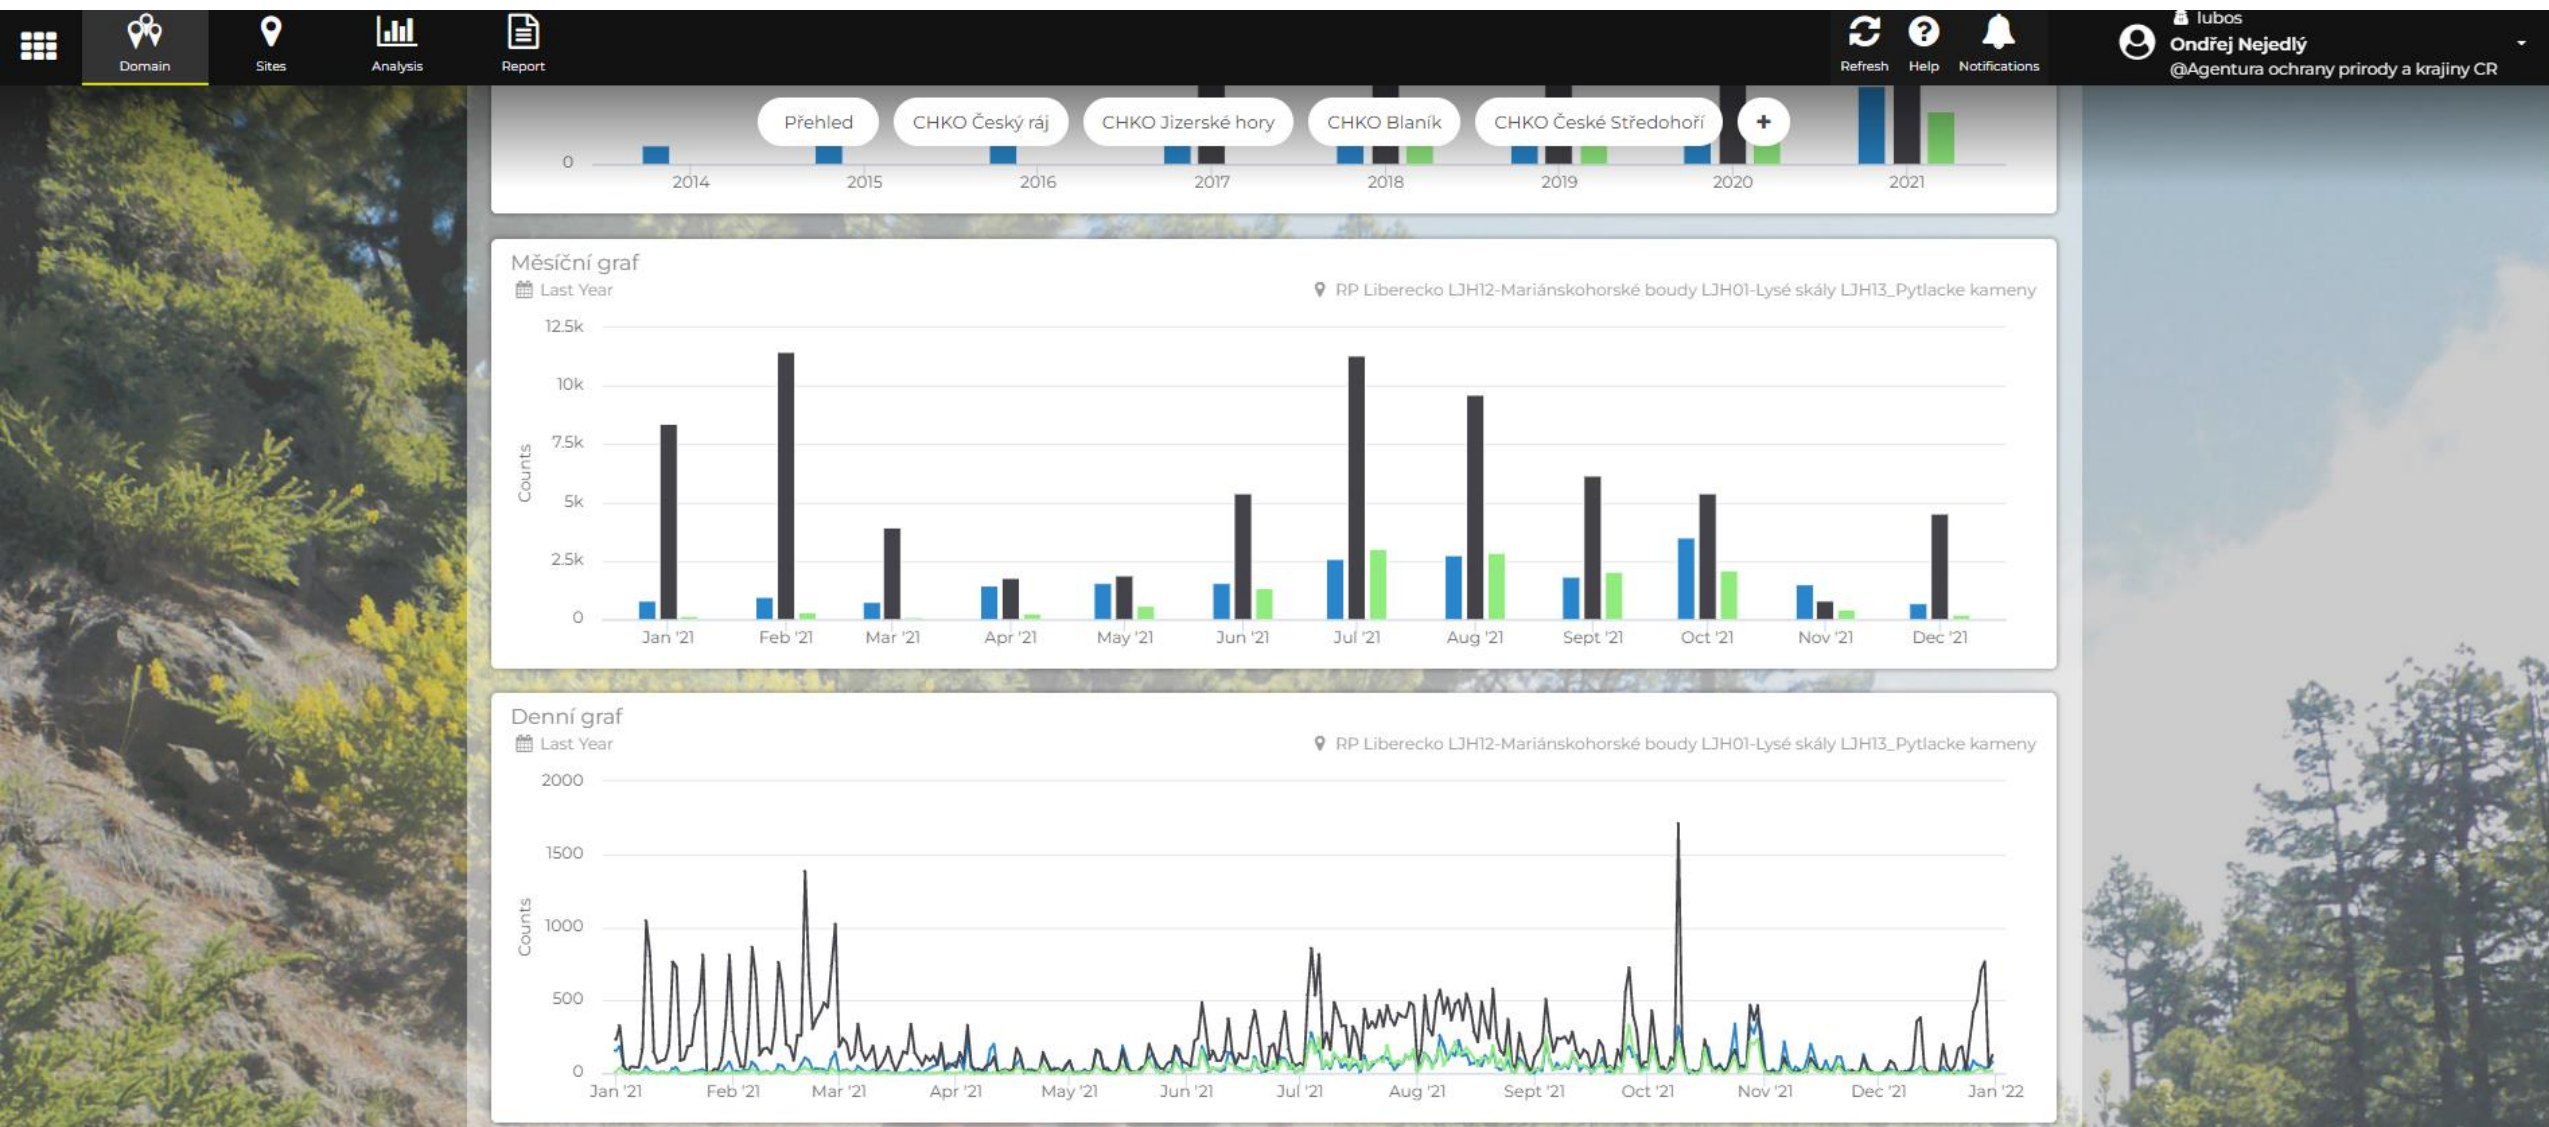 Domain
Sites
Analysis
Report
Refresh
Help
Notifications
lubos
Ondřej Nejedlý
@Agentura ochrany prirody a krajiny CR
Přehled
CHKO Český ráj
CHKO Jizerské hory
CHKO Blaník
CHKO České Středohoří
+
0
2014 2015 2016 2017 2018 2019 2020 2021
Měsíční graf
Last Year
RP Liberecko LJH12-Mariánskohorské boudy LJH01-Lysé skály LJH13_Pytlacke kameny
12.5k
10k
7.5k
5k
2.5k
0
Counts
Jan '21 Feb '21 Mar '21 Apr '21 May '21 Jun '21 Jul '21 Aug '21 Sept '21 Oct '21 Nov '21 Dec '21
Denní graf
Last Year
RP Liberecko LJH12-Mariánskohorské boudy LJH01-Lysé skály LJH13_Pytlacke kameny
2000
1500
1000
500
0
Counts
Jan '21 Feb '21 Mar '21 Apr '21 May '21 Jun '21 Jul '21 Aug '21 Sept '21 Oct '21 Nov '21 Dec '21 Jan '22